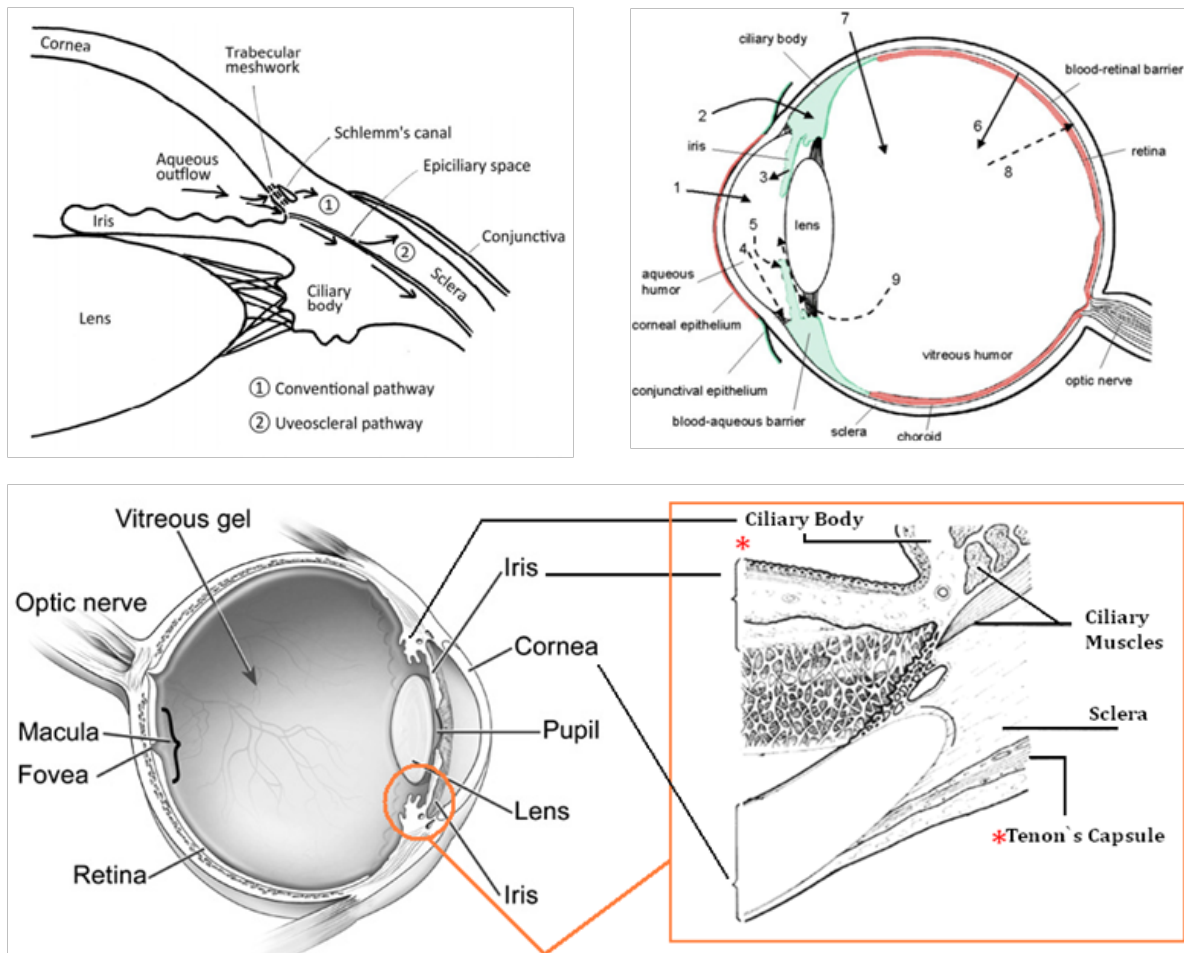 Cornea
Trabecular
meshwork
Schlemm's canal
Epiciliary space
Aqueous
outflow
①
Iris
②
Conjunctiva
Sclera
Ciliary
body
Lens
① Conventional pathway
② Uveoscleral pathway
7
ciliary body
blood-retinal barrier
2
6
iris
retina
3
8
1
5
lens
4
9
aqueous
humor
corneal epithelium
vitreous humor
conjunctival epithelium
optic nerve
blood-aqueous barrier
sclera
choroid
Vitreous gel
Optic nerve
Iris
Cornea
Macula
Pupil
Fovea
Lens
Retina
Iris
Ciliary Body
*
Ciliary
Muscles
Sclera
*Tenon`s Capsule